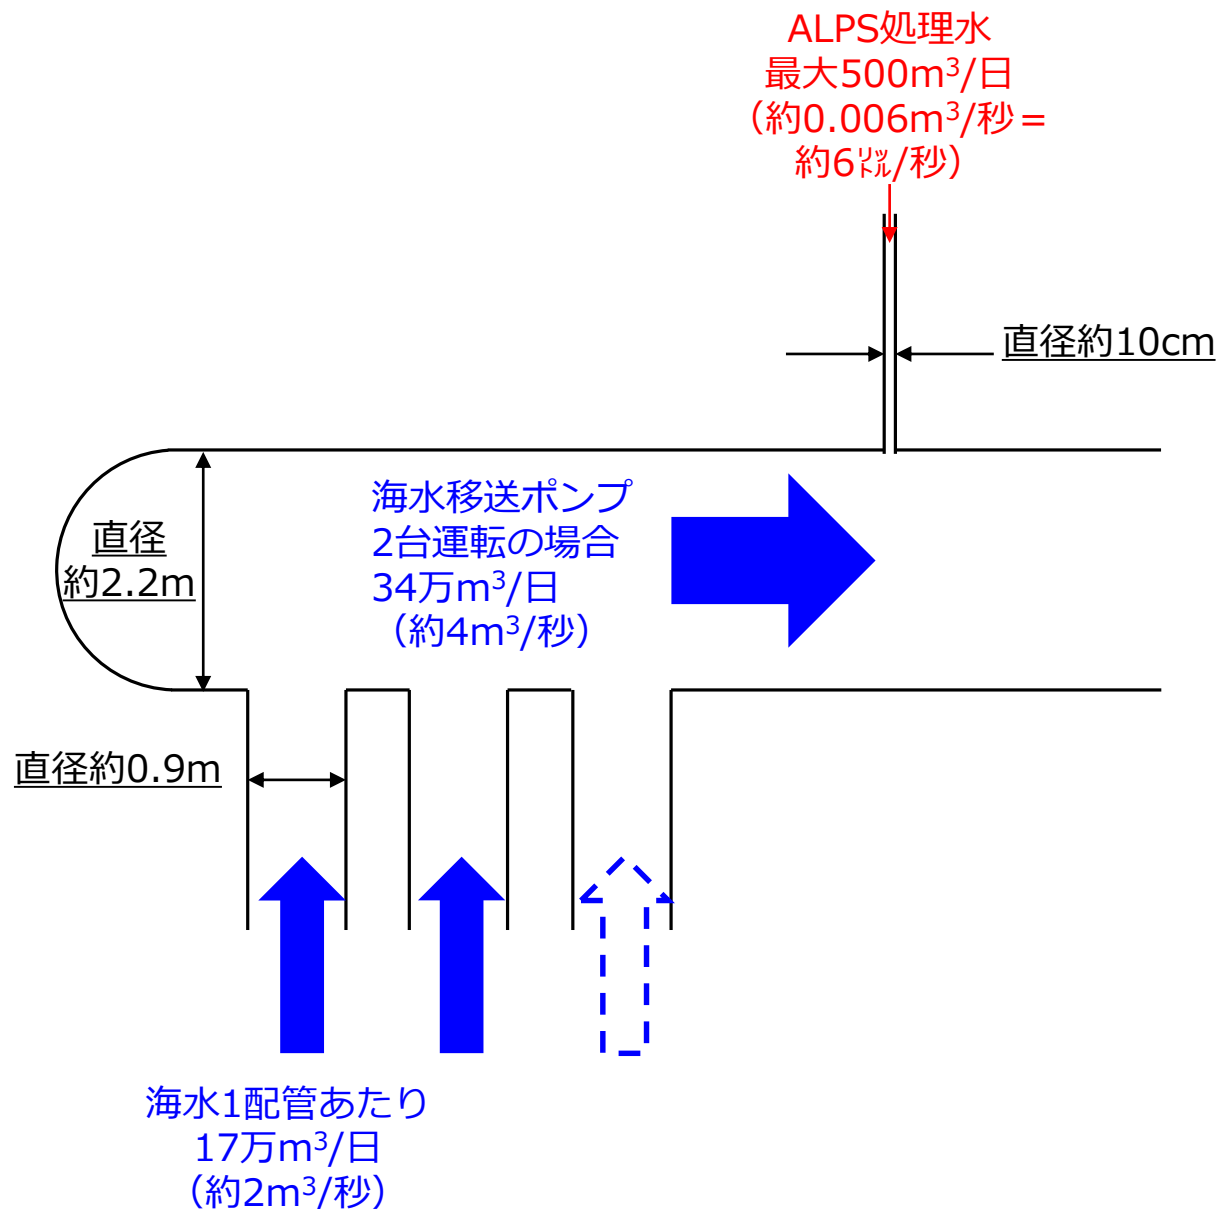 ALPS処理水
最大500m³/日
（約0.006m³/秒＝
約6㍑/秒）
直径約10cm
海水移送ポンプ
2台運転の場合
34万m³/日
（約4m³/秒）
直径
約2.2m
直径約0.9m
海水1配管あたり
17万m³/日
（約2m³/秒）